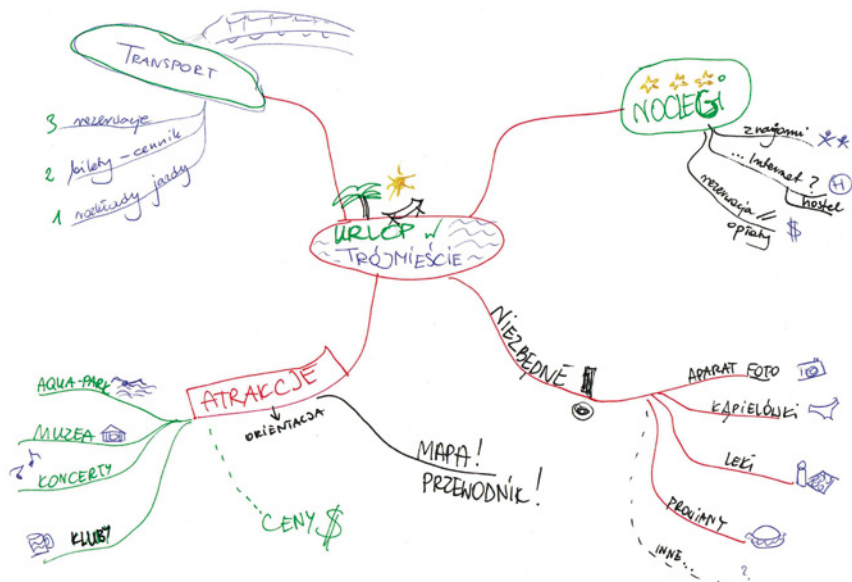 TRANSPORT
3 rezerwacje
2 bilety - cennik
1 rozkłady jazdy
NOCLEGi
znajomi
... Internet?
H
hostel
rezerwacja //
opłaty $
URLOP W
TRÓJMIEŚCIE
ATRAKCJE
ORIENTACJA
AQUA-PARK
MUZEA
KONCERTY
KLUBY
CENY $
MAPA!
PRZEWODNIK!
NIEZBĘDNE !
APARAT FOTO
KĄPIELÓWKI
LEKI
PROWIANT
INNE...
?